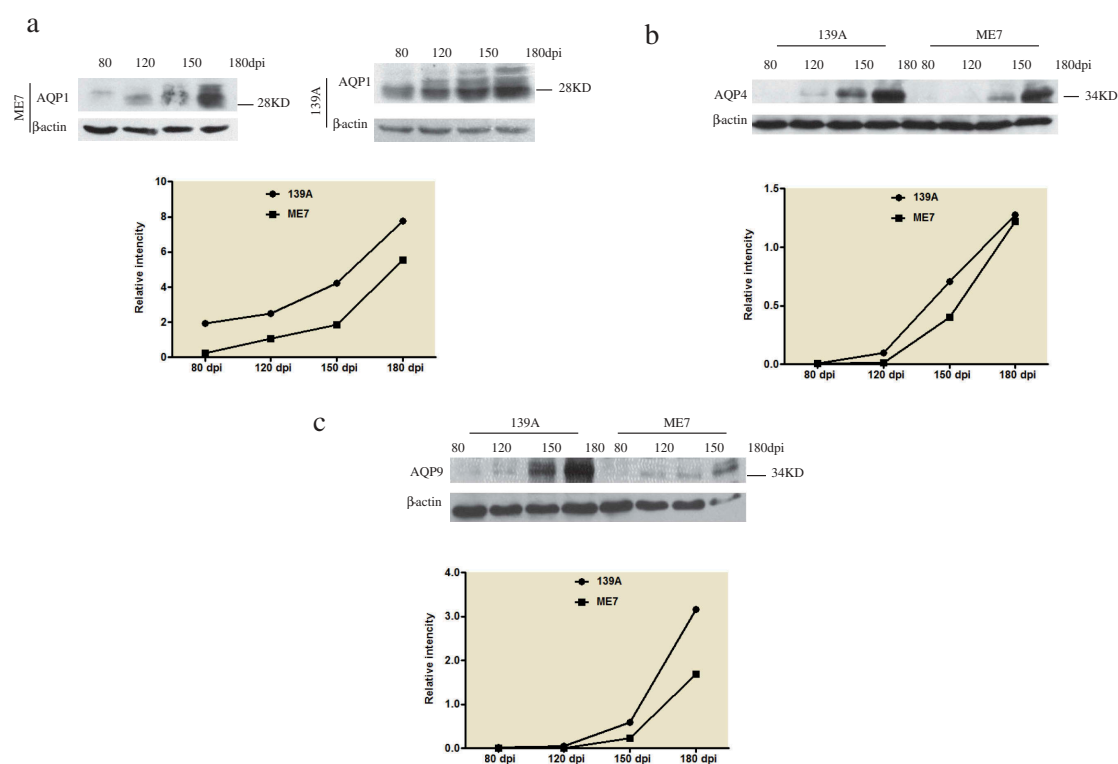 a
80 120 150 180dpi
ME7
AQP1
28KD
βactin
80 120 150 180dpi
139A
AQP1
28KD
βactin
10
8
6
4
2
0
Relative intencity
139A
ME7
80 dpi 120 dpi 150 dpi 180 dpi
b
139A ME7
80 120 150 180 80 120 150 180dpi
AQP4
34KD
βactin
1.5
1.0
0.5
0.0
Relative intencity
139A
ME7
80 dpi 120 dpi 150 dpi 180 dpi
c
139A ME7
80 120 150 180 80 120 150 180dpi
AQP9
34KD
βactin
4.0
3.0
2.0
1.0
0.0
Relative intencity
139A
ME7
80 dpi 120 dpi 150 dpi 180 dpi